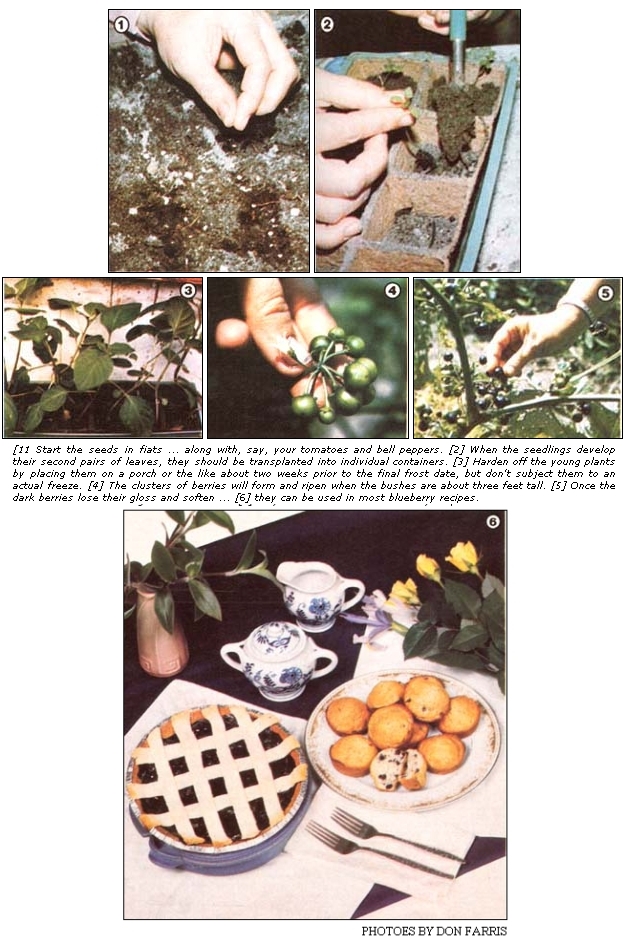 1
2
3
4
5
[11 Start the seeds in fiats ... along with, say, your tomatoes and bell peppers. [2] When the seedlings develop
their second pairs of leaves, they should be transplanted into individual containers. [3] Harden off the young plants
by placing them on a porch or the like about two weeks prior to the final frost date, but don't subject them to an
actual freeze. [4] The clusters of berries will form and ripen when the bushes are about three feet tall. [5] Once the
dark berries lose their gloss and soften ... [6] they can be used in most blueberry recipes.
6
PHOTOES BY DON FARRIS